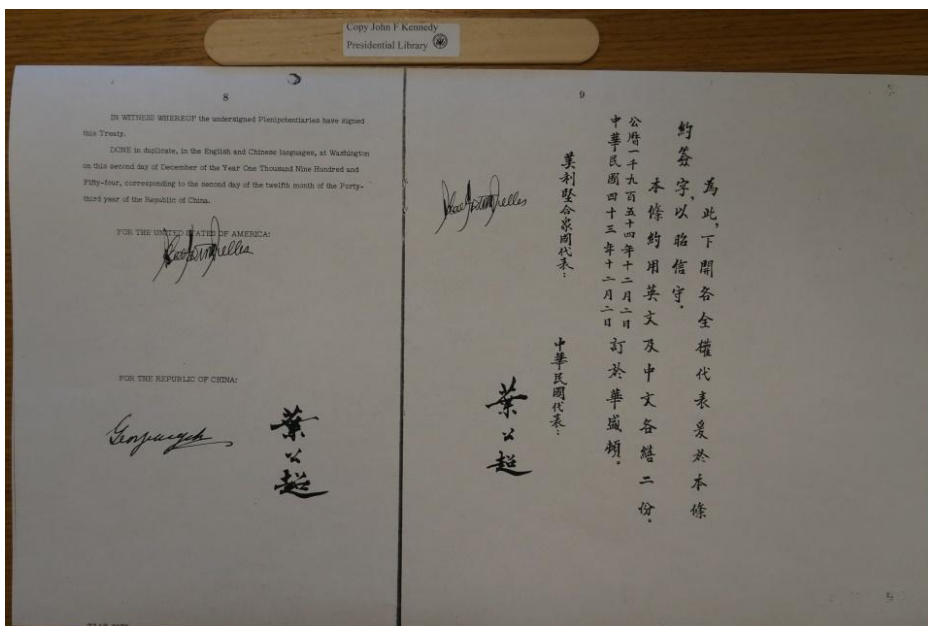 Copy John F Kennedy
Presidential Library
8
IN WITNESS WHEREOF the undersigned Plenipotentiaries have signed
this Treaty.
DONE in duplicate, in the English and Chinese languages, at Washington
on this second day of December of the Year One Thousand Nine Hundred and
Fifty-four, corresponding to the second day of the twelfth month of the Forty-
third year of the Republic of China.
FOR THE UNITED STATES OF AMERICA:
FOR THE REPUBLIC OF CHINA:
葉公超
9
為此,下開各全權代表爰於本條
約簽字,以昭信守.
本條約用英文及中文各繕二份.
公曆一千九百五十四年十二月二日
中華民國四十三年十二月二日
訂於華盛頓.
美利堅合衆國代表:
中華民國代表:
葉公超